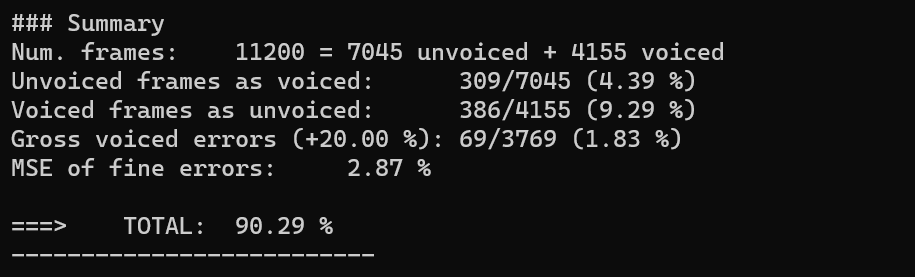 ### Summary
Num. frames:    11200 = 7045 unvoiced + 4155 voiced
Unvoiced frames as voiced:      309/7045 (4.39 %)
Voiced frames as unvoiced:      386/4155 (9.29 %)
Gross voiced errors (+20.00 %): 69/3769 (1.83 %)
MSE of fine errors:     2.87 %
===>    TOTAL:  90.29 %
--------------------------